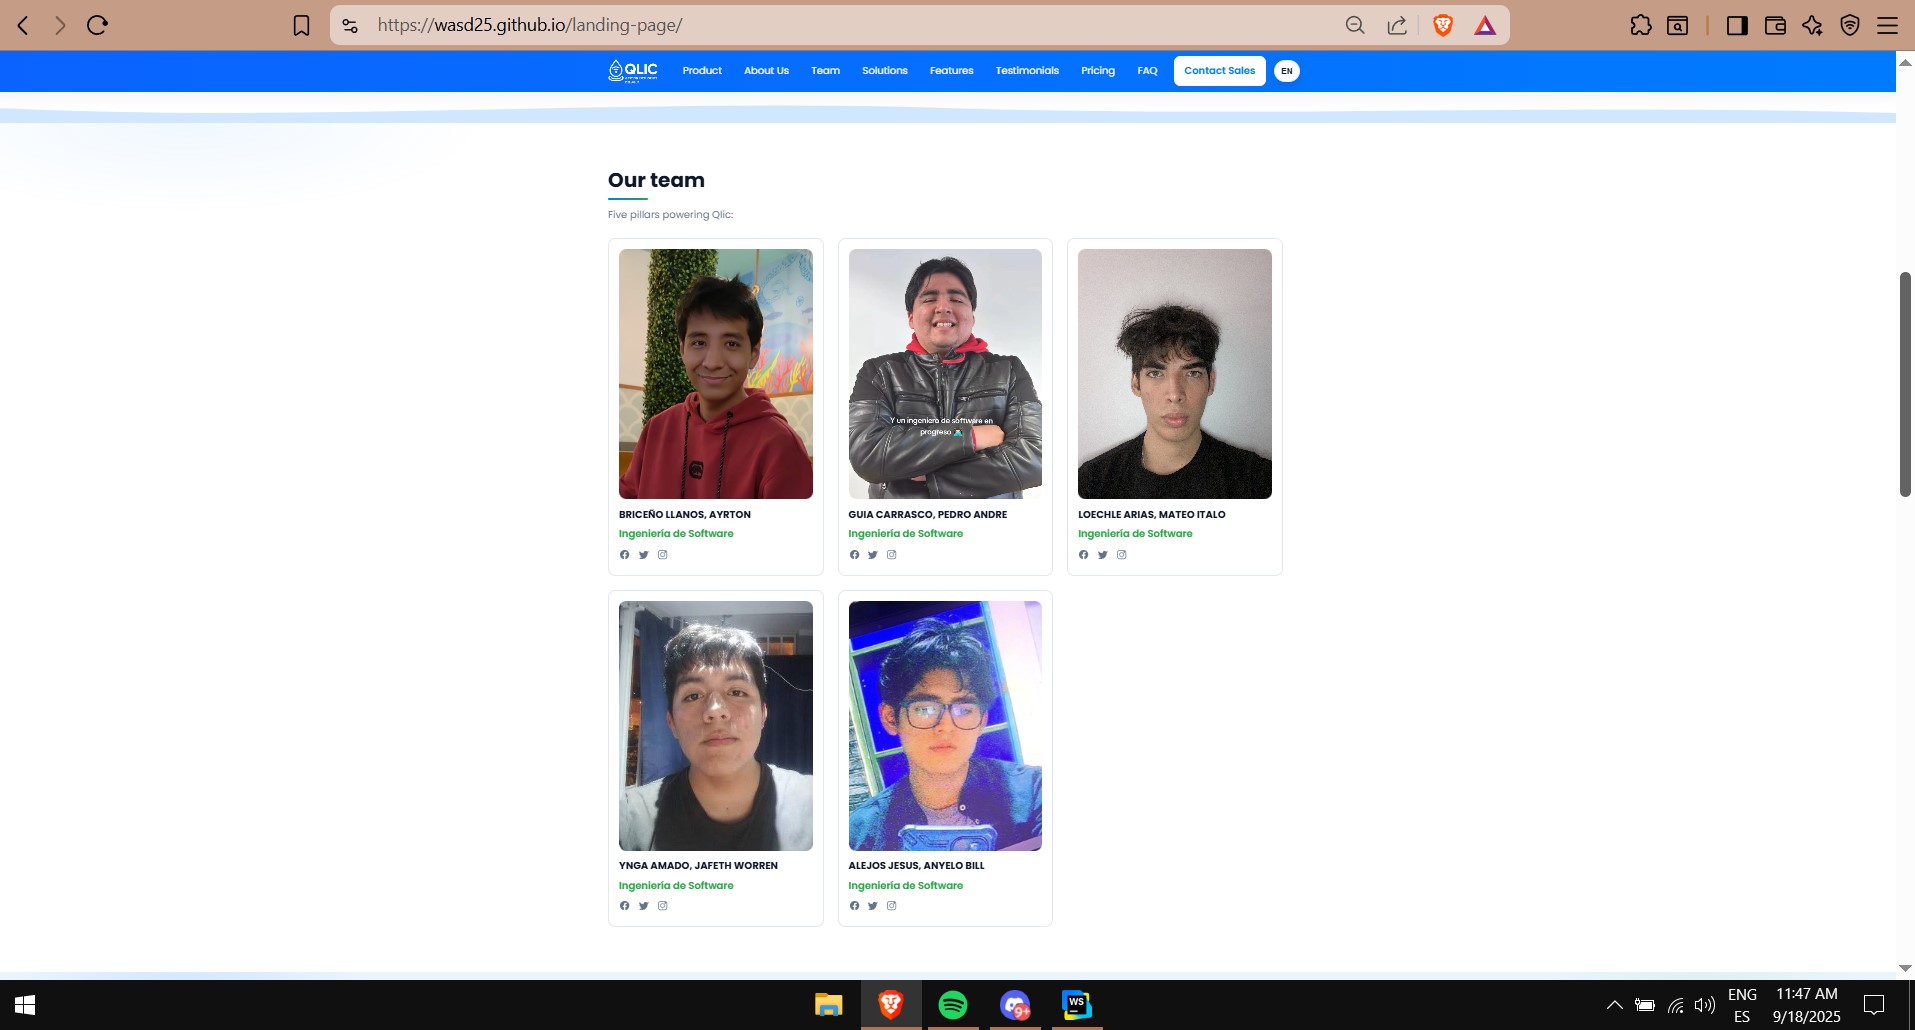 https://wasd25.github.io/landing-page/
QLIC
Product About Us Team Solutions Features Testimonials Pricing FAQ Contact Sales EN
Our team
Five pillars powering Qlic:
Y un ingeniero de software en
progreso
BRICEÑO LLANOS, AYRTON
Ingeniería de Software
GUIA CARRASCO, PEDRO ANDRE
Ingeniería de Software
LOECHLE ARIAS, MATEO ITALO
Ingeniería de Software
YNGA AMADO, JAFETH WORREN
Ingeniería de Software
ALEJOS JESUS, ANYELO BILL
Ingeniería de Software
9+
WS
ENG
ES
11:47 AM
9/18/2025